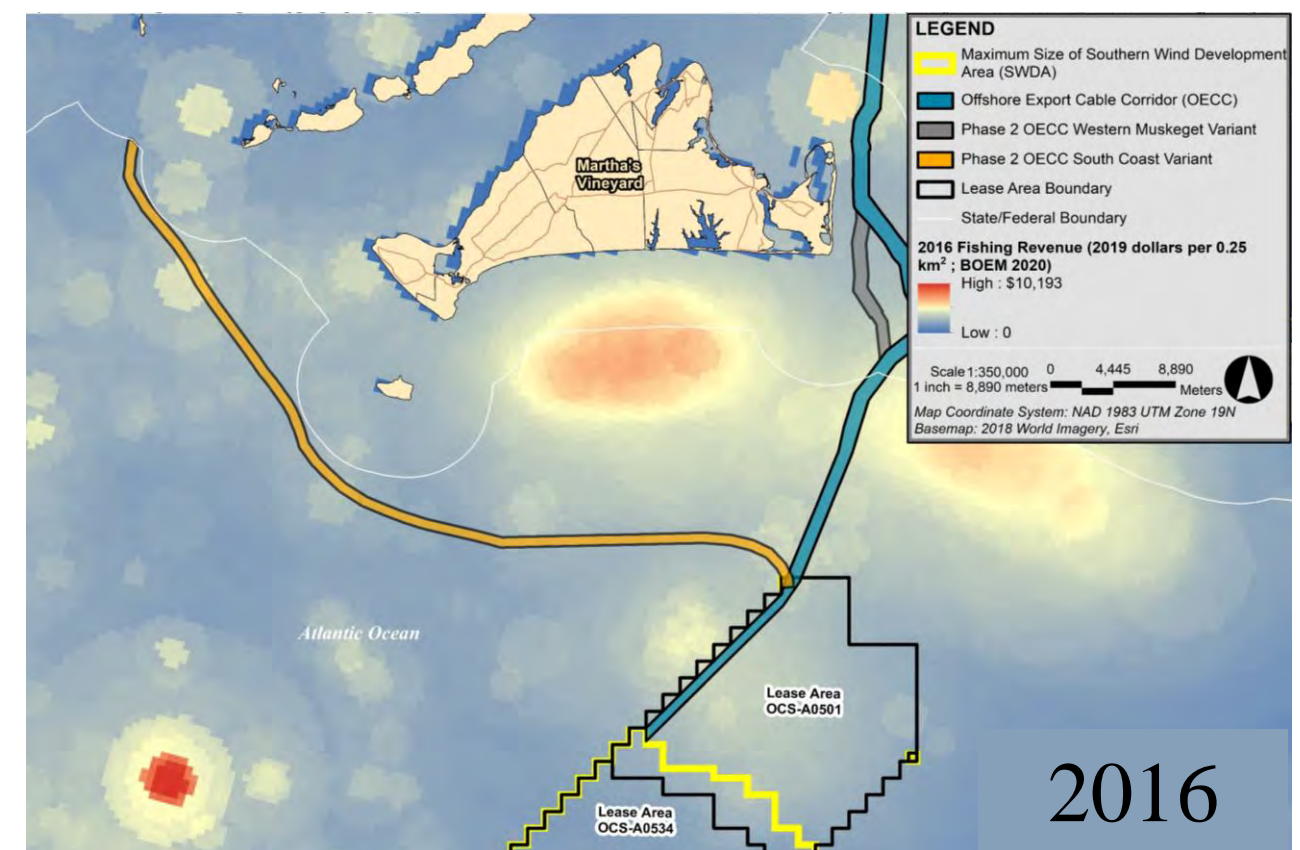 LEGEND
Maximum Size of Southern Wind Development
Area (SWDA)
Offshore Export Cable Corridor (OECC)
Phase 2 OECC Western Muskeget Variant
Phase 2 OECC South Coast Variant
Lease Area Boundary
State/Federal Boundary
2016 Fishing Revenue (2019 dollars per 0.25
km² ; BOEM 2020)
High : $10,193
Low : 0
Scale 1:350,000
1 inch = 8,890 meters
0 4,445 8,890
Meters
Map Coordinate System: NAD 1983 UTM Zone 19N
Basemap: 2018 World Imagery, Esri
Martha's
Vineyard
Atlantic Ocean
Lease Area
OCS-A0501
Lease Area
OCS-A0534
2016